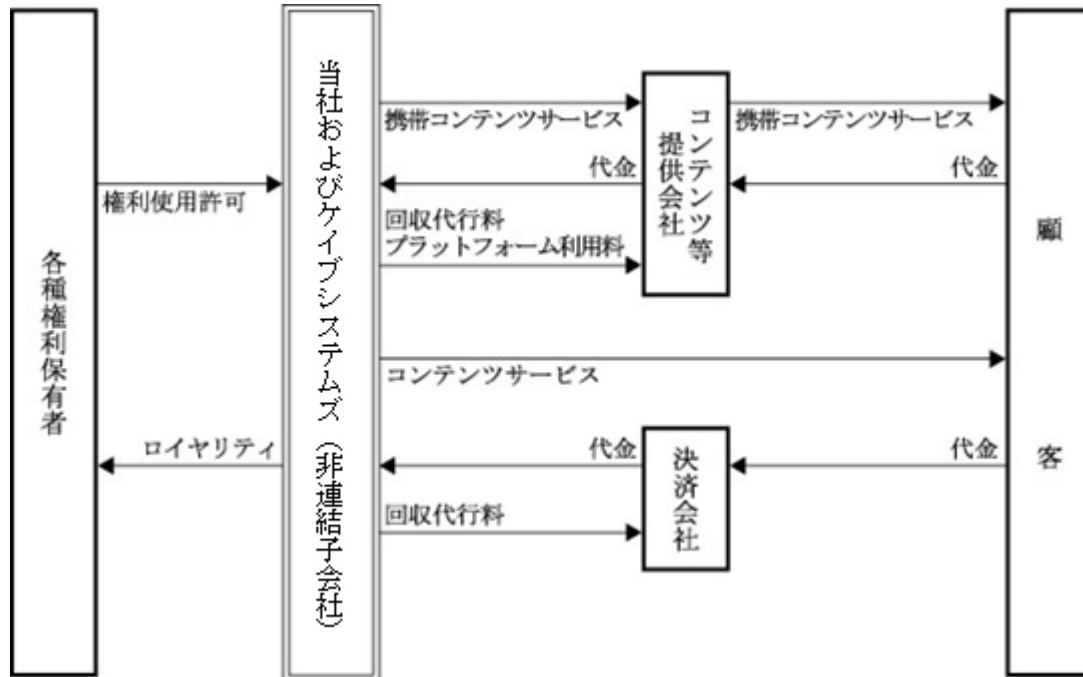 各種権利保有者
権利使用許可
ロイヤリティ
当社およびケイブシステムズ（非連結子会社）
携帯コンテンツサービス
代金
回収代行料
プラットフォーム利用料
コンテンツ等
提供会社
携帯コンテンツサービス
代金
コンテンツサービス
代金
回収代行料
決済会社
代金
顧客